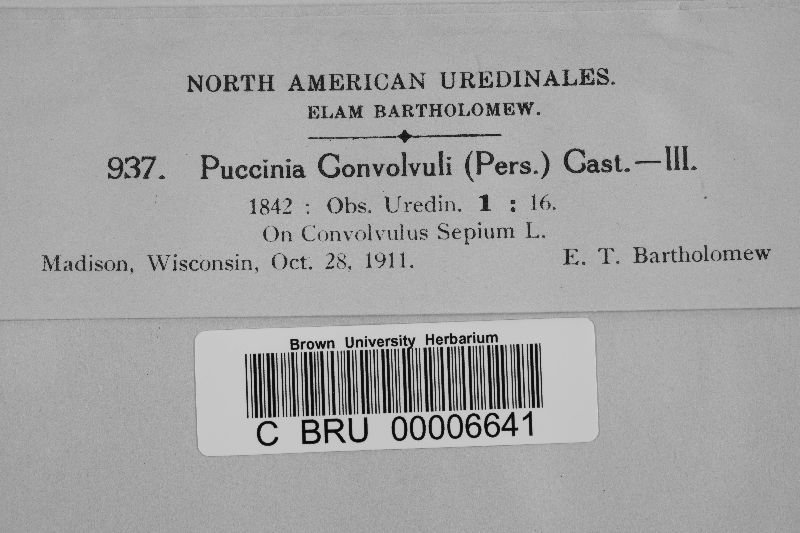 NORTH AMERICAN UREDINALES.
ELAM BARTHOLOMEW.
937. Puccinia Convolvuli (Pers.) Cast.—III.
1842 : Obs. Uredin. 1 : 16.
On Convolvulus Sepium L.
Madison, Wisconsin, Oct. 28, 1911. E. T. Bartholomew
Brown University Herbarium
C BRU 00006641